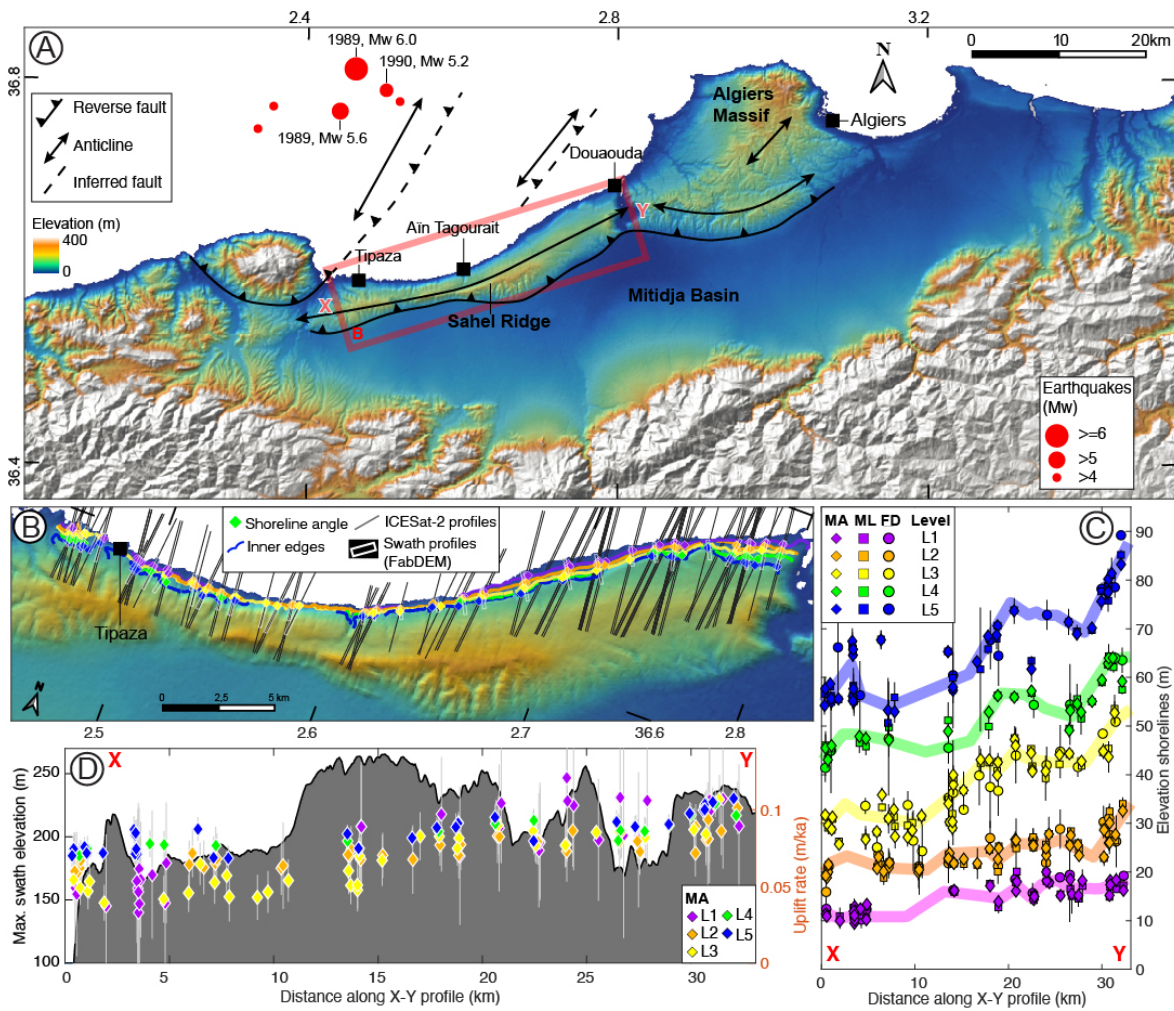 2.4
2.8
3.2
A
1989, Mw 6.0
1990, Mw 5.2
1989, Mw 5.6
N
0 10 20km
36.8
36.4
Reverse fault
Anticline
Inferred fault
Elevation (m)
400
0
Algiers
Massif
Algiers
Douaouda
Y
Aïn Tagourait
Tipaza
X
B
Sahel Ridge
Mitidja Basin
Earthquakes
(Mw)
>=6
>5
>4
B
Shoreline angle
Inner edges
ICESat-2 profiles
Swath profiles
(FabDEM)
Tipaza
0 2,5 5 km
N
2.5 2.6 2.7 36.6 2.8
C
MA ML FD Level
L1
L2
L3
L4
L5
90
80
70
60
50
40
30
20
10
Elevation shorelines (m)
X Y
0 10 20 30
Distance along X-Y profile (km)
D
X Y
Max. swath elevation (m)
250
200
150
100
0.1
0.05
0
Uplift rate (m/ka)
MA
L1 L4
L2 L5
L3
0 5 10 15 20 25 30
Distance along X-Y profile (km)